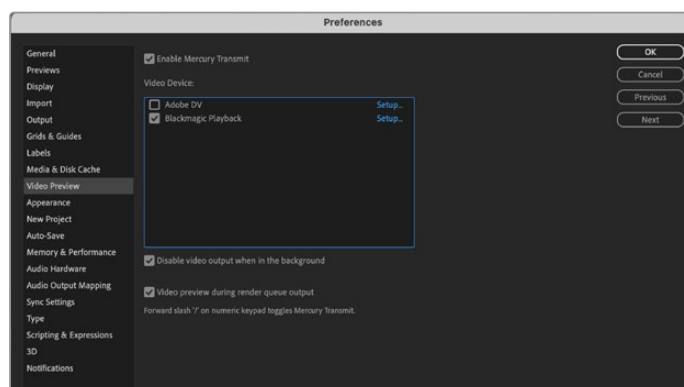 Preferences
General
Previews
Display
Import
Output
Grids & Guides
Labels
Media & Disk Cache
Video Preview
Appearance
New Project
Auto-Save
Memory & Performance
Audio Hardware
Audio Output Mapping
Sync Settings
Type
Scripting & Expressions
3D
Notifications
Enable Mercury Transmit
Video Device:
Adobe DV Setup..
Blackmagic Playback Setup..
Disable video output when in the background
Video preview during render queue output
Forward slash '/' on numeric keypad toggles Mercury Transmit.
OK
Cancel
Previous
Next